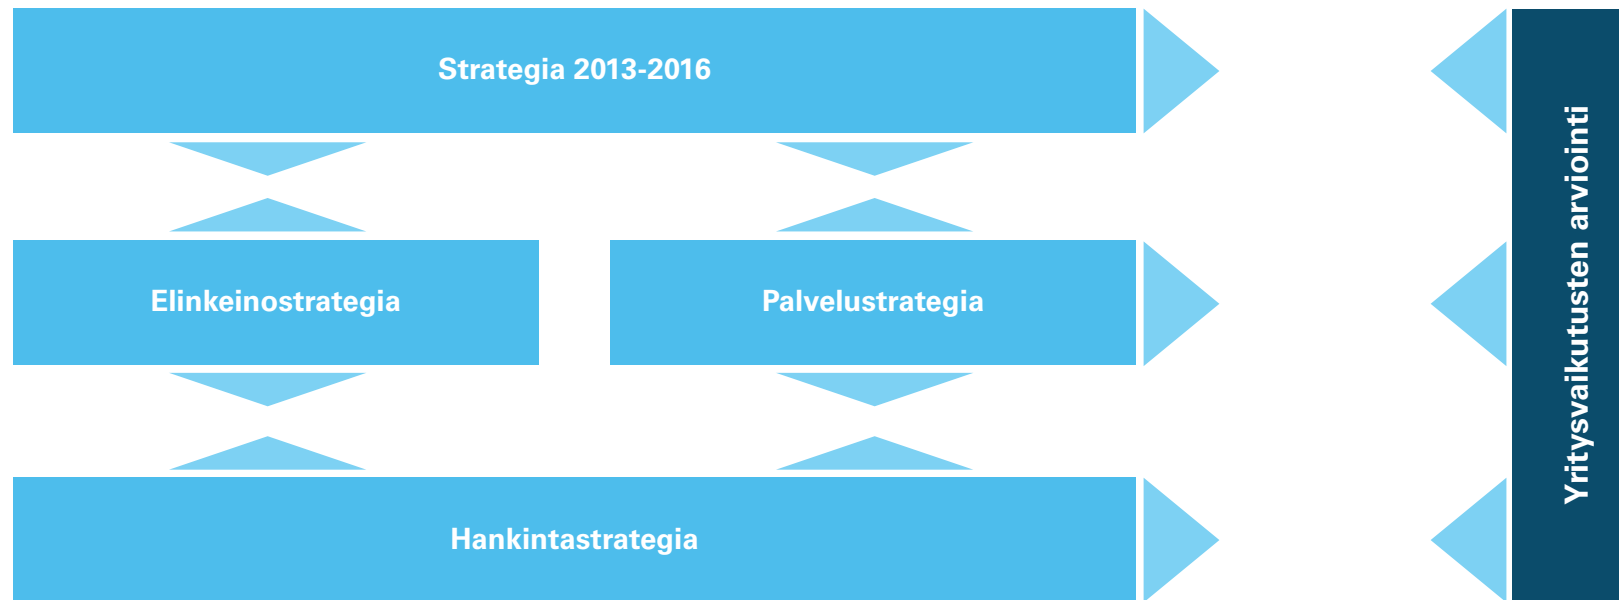 Strategia 2013-2016
Elinkeinostrategia
Palvelustrategia
Hankintastrategia
Yritysvaikutusten arviointi